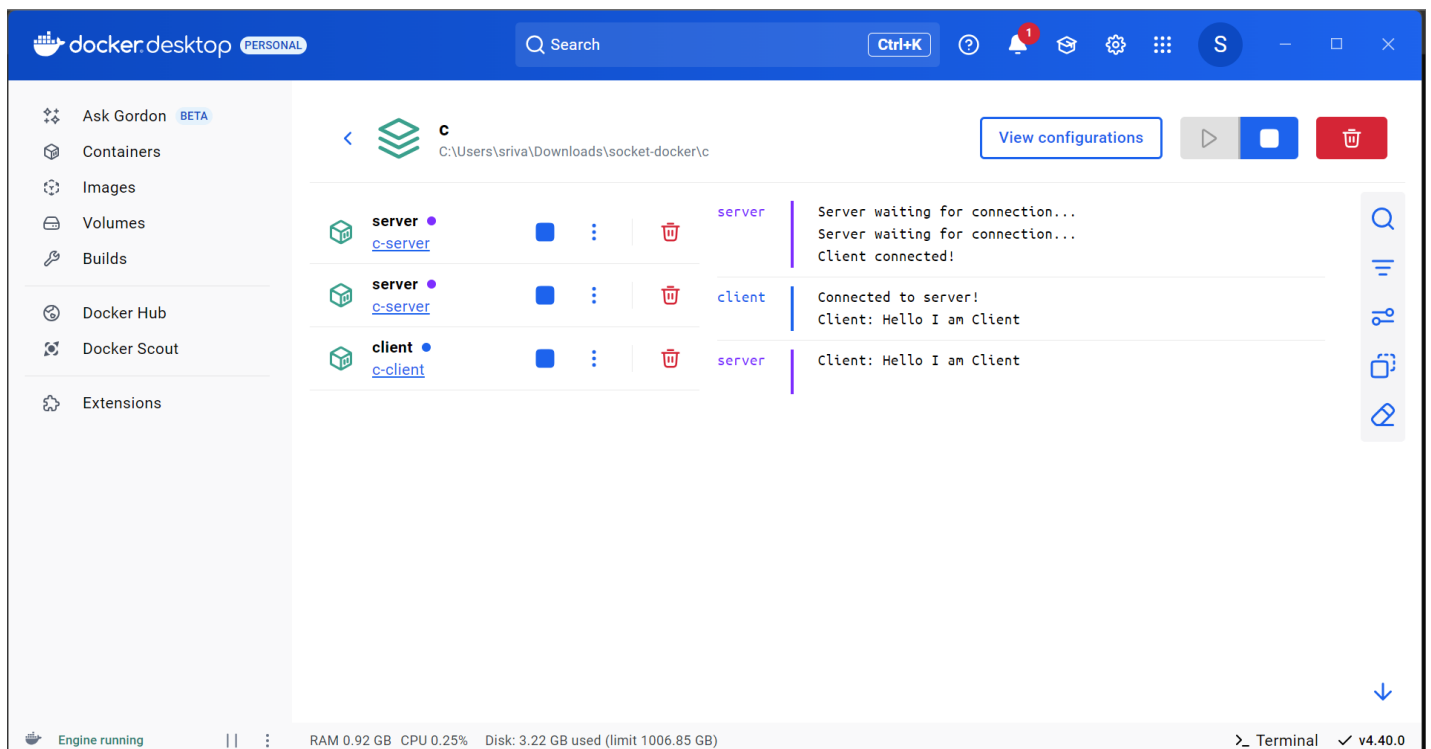 docker.desktop PERSONAL
Search
Ctrl+K
1
S
Ask Gordon BETA
Containers
Images
Volumes
Builds
Docker Hub
Docker Scout
Extensions
c
C:\Users\sriva\Downloads\socket-docker\c
View configurations
server
c-server
server
c-server
client
c-client
server
Server waiting for connection...
Server waiting for connection...
Client connected!
client
Connected to server!
Client: Hello I am Client
server
Client: Hello I am Client
Engine running
RAM 0.92 GB CPU 0.25% Disk: 3.22 GB used (limit 1006.85 GB)
>_ Terminal
v4.40.0